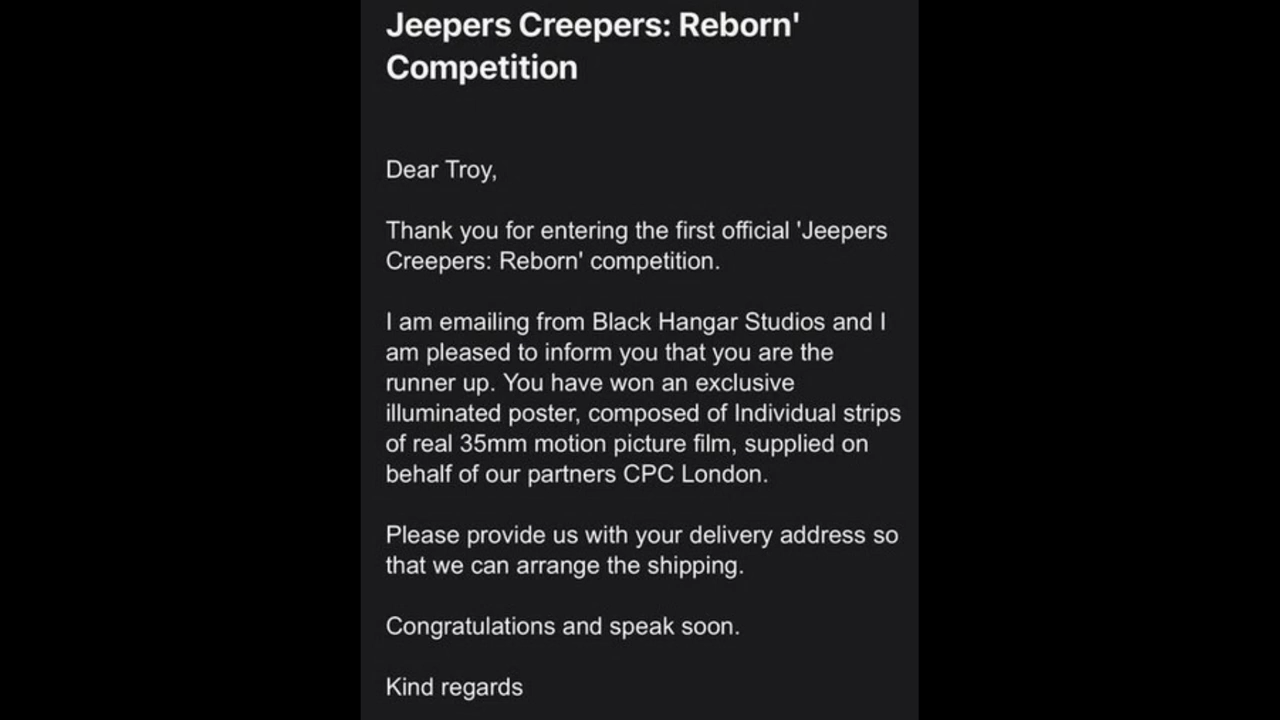 Jeepers Creepers: Reborn'
Competition
Dear Troy,
Thank you for entering the first official 'Jeepers
Creepers: Reborn' competition.
I am emailing from Black Hangar Studios and I
am pleased to inform you that you are the
runner up. You have won an exclusive
illuminated poster, composed of Individual strips
of real 35mm motion picture film, supplied on
behalf of our partners CPC London.
Please provide us with your delivery address so
that we can arrange the shipping.
Congratulations and speak soon.
Kind regards